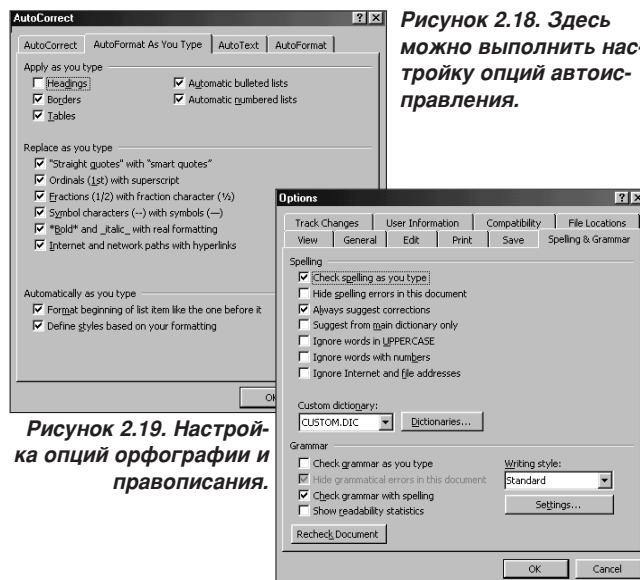 AutoCorrect
AutoCorrect AutoFormat As You Type AutoText AutoFormat
Apply as you type
Headings
Automatic bulleted lists
Borders
Automatic numbered lists
Tables
Replace as you type
"Straight quotes" with “smart quotes”
Ordinals (1st) with superscript
Fractions (1/2) with fraction character (½)
Symbol characters (--) with symbols (—)
*Bold* and _italic_ with real formatting
Internet and network paths with hyperlinks
Automatically as you type
Format beginning of list item like the one before it
Define styles based on your formatting
Рисунок 2.18. Здесь
можно выполнить нас-
тройку опций автоис-
правления.
Options
Track Changes User Information Compatibility File Locations
View General Edit Print Save Spelling & Grammar
Spelling
Check spelling as you type
Hide spelling errors in this document
Always suggest corrections
Suggest from main dictionary only
Ignore words in UPPERCASE
Ignore words with numbers
Ignore Internet and file addresses
Custom dictionary:
CUSTOM.DIC Dictionaries...
Grammar
Check grammar as you type
Writing style:
Hide grammatical errors in this document
Standard
Check grammar with spelling
Settings...
Show readability statistics
Recheck Document
OK Cancel
Рисунок 2.19. Настрой-
ка опций орфографии и
правописания.